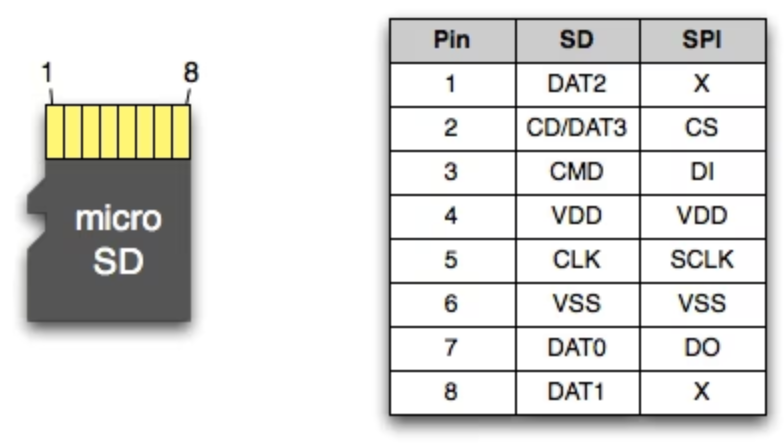 1 8
micro
SD
Pin SD SPI
1 DAT2 X
2 CD/DAT3 CS
3 CMD DI
4 VDD VDD
5 CLK SCLK
6 VSS VSS
7 DAT0 DO
8 DAT1 X